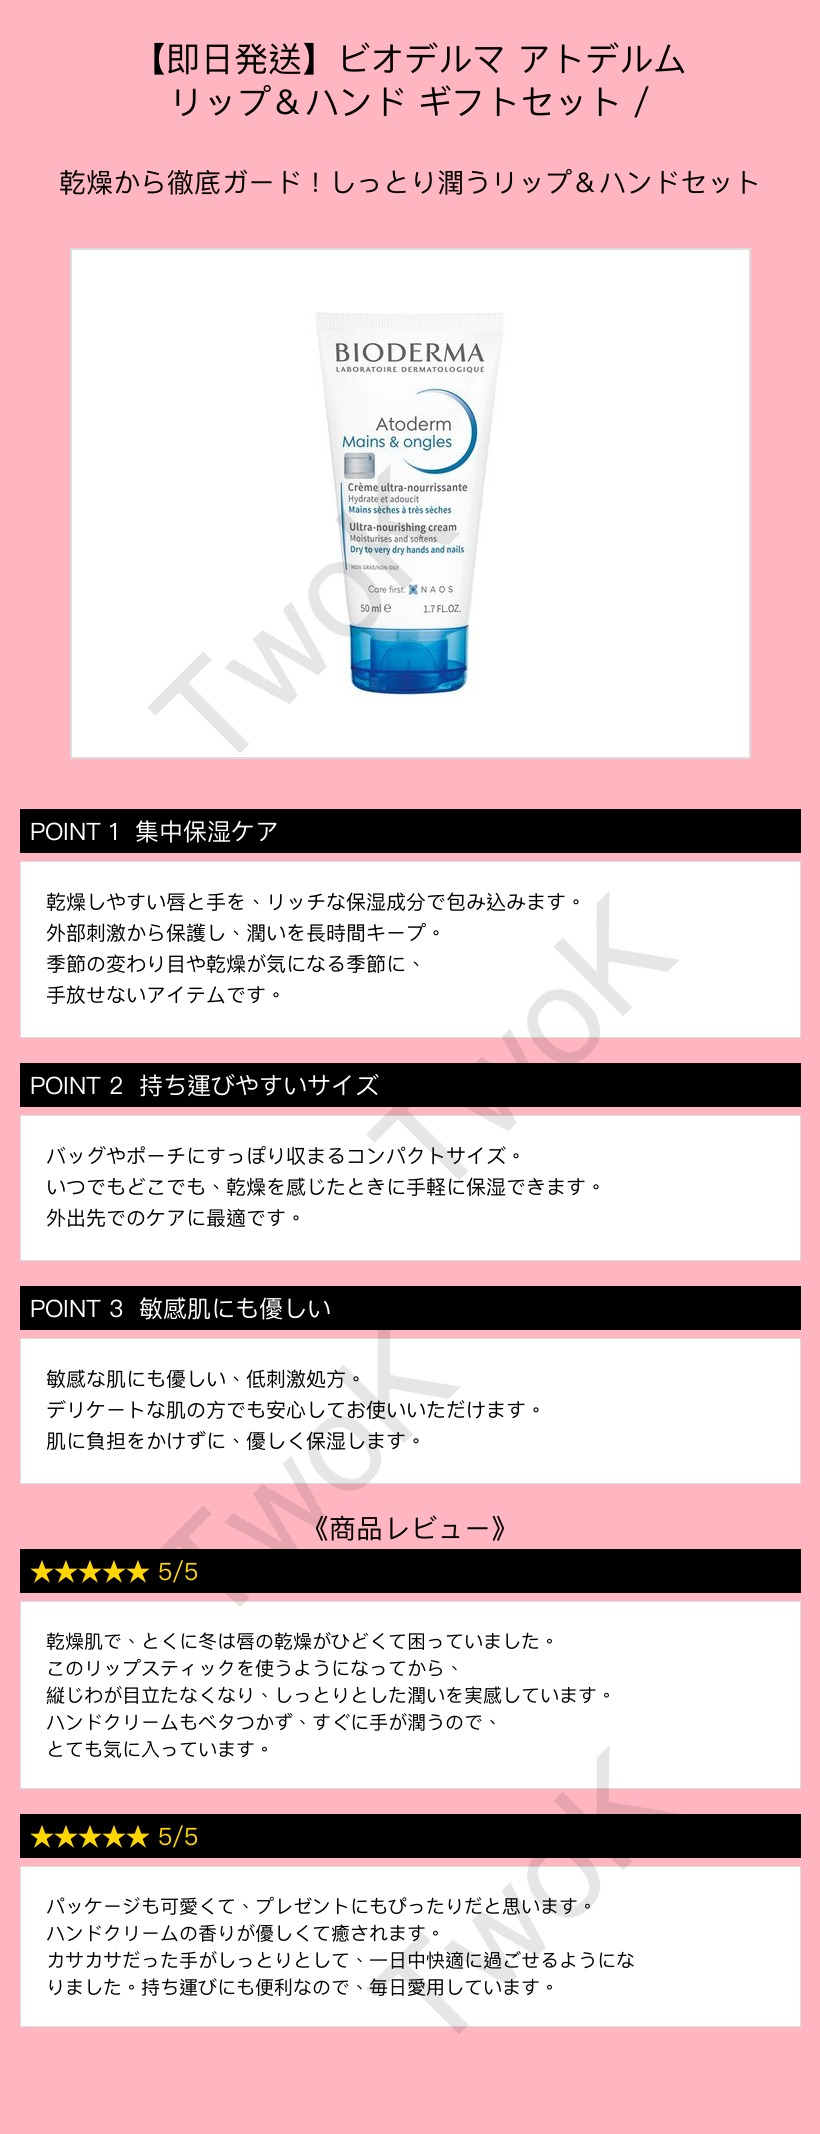 【即日発送】ビオデルマ アトデルム
リップ＆ハンド ギフトセット /
乾燥から徹底ガード！しっとり潤うリップ＆ハンドセット
BIODERMA
LABORATOIRE DERMATOLOGIQUE
Atoderm
Mains & ongles
Crème ultra-nourrissante
Hydrate et adoucit
Mains sèches à très sèches
Ultra-nourishing cream
Moisturises and softens
Dry to very dry hands and nails
NON GRAS/NON-OILY
Care first. NAOS
50 ml e 1.7 FL.OZ.
TwoK
POINT 1 集中保湿ケア
乾燥しやすい唇と手を、リッチな保湿成分で包み込みます。
外部刺激から保護し、潤いを長時間キープ。
季節の変わり目や乾燥が気になる季節に、
手放せないアイテムです。
TwoK
POINT 2 持ち運びやすいサイズ
バッグやポーチにすっぽり収まるコンパクトサイズ。
いつでもどこでも、乾燥を感じたときに手軽に保湿できます。
外出先でのケアに最適です。
POINT 3 敏感肌にも優しい
敏感な肌にも優しい、低刺激処方。
デリケートな肌の方でも安心してお使いいただけます。
肌に負担をかけずに、優しく保湿します。
TwoK
《商品レビュー》
★★★★★ 5/5
乾燥肌で、とくに冬は唇の乾燥がひどくて困っていました。
このリップスティックを使うようになってから、
縦じわが目立たなくなり、しっとりとした潤いを実感しています。
ハンドクリームもベタつかず、すぐに手が潤うので、
とても気に入っています。
★★★★★ 5/5
パッケージも可愛くて、プレゼントにもぴったりだと思います。
ハンドクリームの香りが優しくて癒されます。
カサカサだった手がしっとりとして、一日中快適に過ごせるようにな
りました。持ち運びにも便利なので、毎日愛用しています。
TwoK